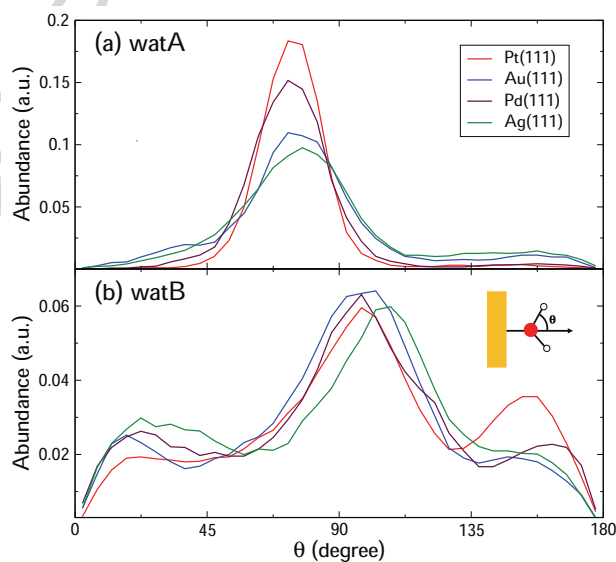 0.2
(a) watA
Pt(111)
Au(111)
Pd(111)
Ag(111)
0.15
0.1
0.05
Abundance (a.u.)
(b) watB
θ
0.06
0.04
0.02
Abundance (a.u.)
0 45 90 135 180
θ (degree)